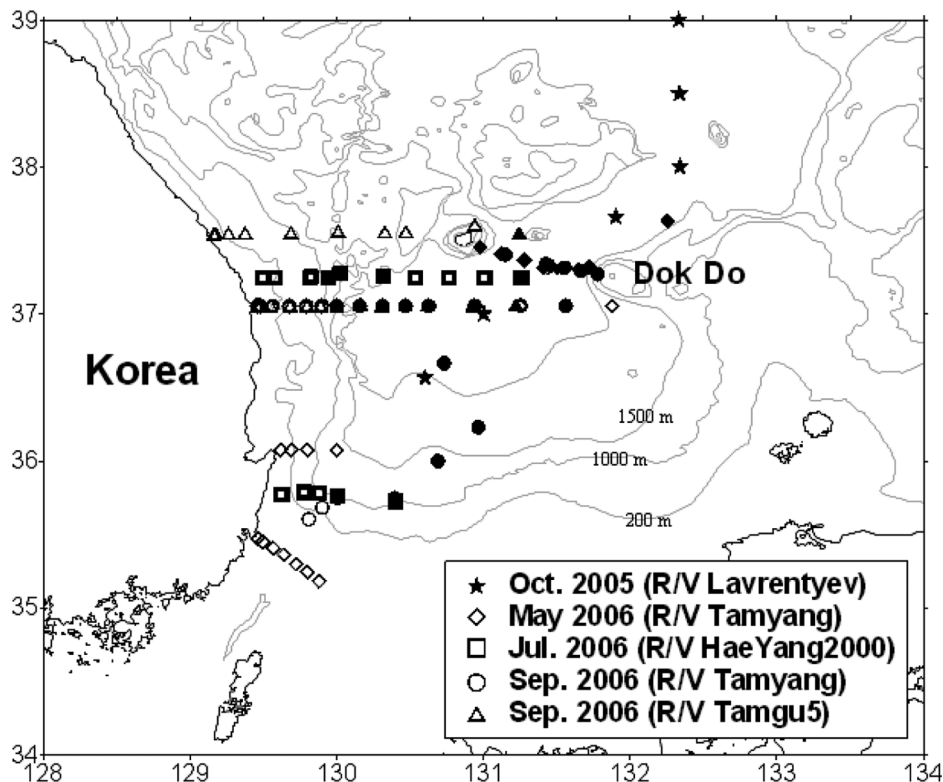 39
38
37
36
35
34
128 129 130 131 132 133 134
Dok Do
Korea
1500 m
1000 m
200 m
Oct. 2005 (R/V Lavrentyev)
May 2006 (R/V Tamyang)
Jul. 2006 (R/V HaeYang2000)
Sep. 2006 (R/V Tamyang)
Sep. 2006 (R/V Tamgu5)